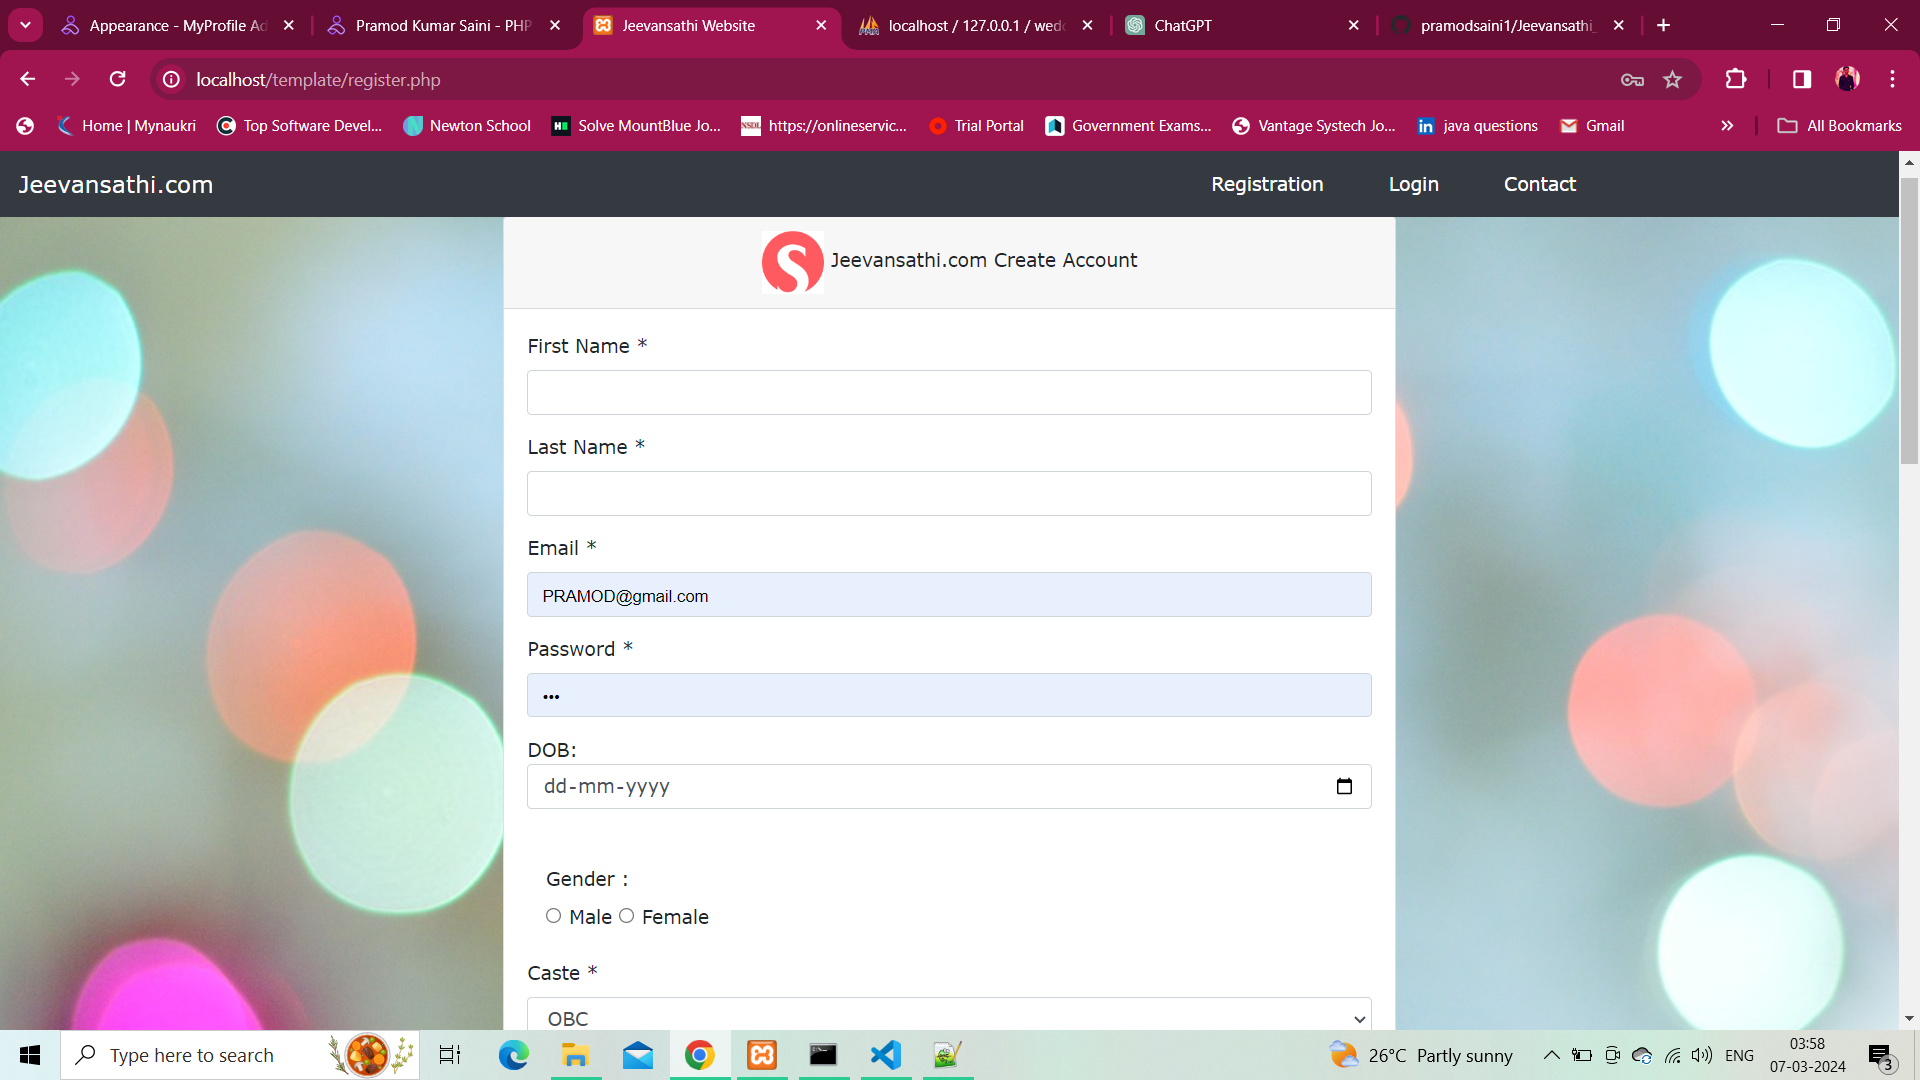 Appearance - MyProfile Ad
Pramod Kumar Saini - PHP
Jeevansathi Website
localhost / 127.0.0.1 / wedd
ChatGPT
pramodsaini1/Jeevansathi_
localhost/template/register.php
Home | Mynaukri
Top Software Devel...
Newton School
Solve MountBlue Jo...
NSDL
https://onlineservic...
Trial Portal
Government Exams...
Vantage Systech Jo...
java questions
Gmail
All Bookmarks
Jeevansathi.com
Registration
Login
Contact
Jeevansathi.com Create Account
First Name *
Last Name *
Email *
PRAMOD@gmail.com
Password *
•••
DOB:
dd-mm-yyyy
Gender :
Male Female
Caste *
OBC
Type here to search
26°C Partly sunny
ENG
03:58
07-03-2024
3